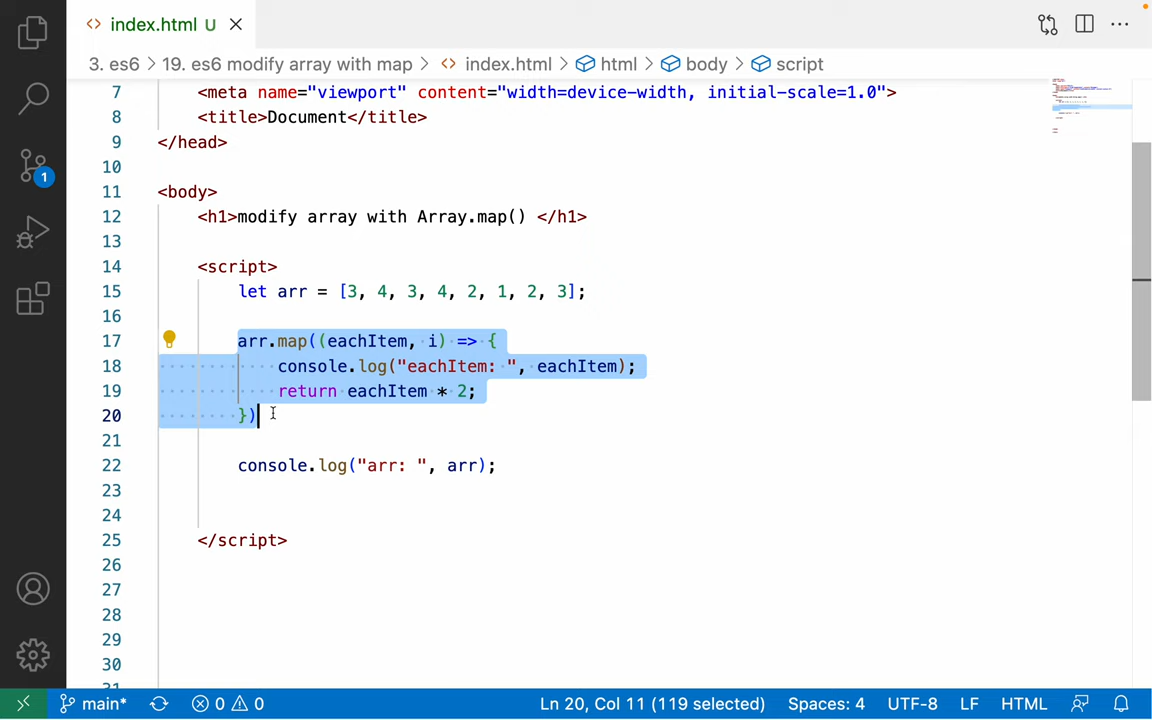 <> index.html U
3. es6 > 19. es6 modify array with map > <> index.html > html > body > script
7 <meta name="viewport" content="width=device-width, initial-scale=1.0">
8 <title>Document</title>
9 </head>
10
11 <body>
12 <h1>modify array with Array.map() </h1>
13
14 <script>
15 let arr = [3, 4, 3, 4, 2, 1, 2, 3];
16
17 arr.map((eachItem, i) => {
18 console.log("eachItem: ", eachItem);
19 return eachItem * 2;
20 })
21
22 console.log("arr: ", arr);
23
24
25 </script>
26
27
28
29
30
1
main* 0 0 Ln 20, Col 11 (119 selected) Spaces: 4 UTF-8 LF HTML